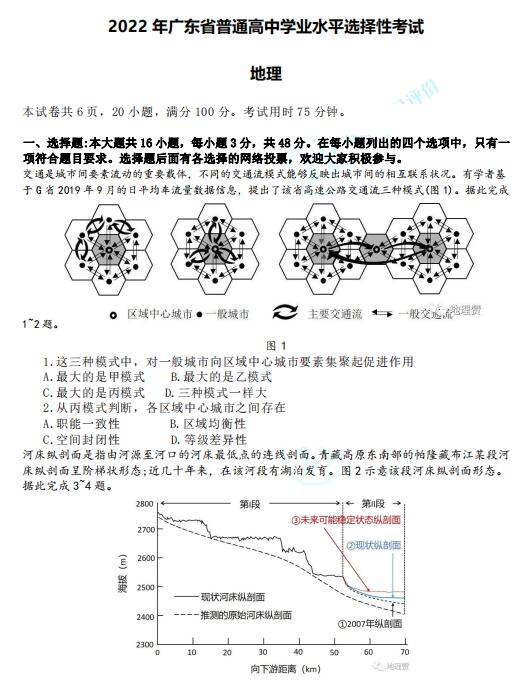 2022 年广东省普通高中学业水平选择性考试
地理
本试卷共 6 页，20 小题，满分 100 分。考试用时 75 分钟。
一、选择题:本大题共 16 小题，每小题 3 分，共 48 分。在每小题列出的四个选项中，只有一
项符合题目要求。选择题后面有各选择的网络投票，欢迎大家积极参与。
交通是城市间要素流动的重要载体，不同的交通流模式能够反映出城市间的相互联系状况。有学者基
于 G 省 2019 年 9 月的日平均车流量数据信息，提出了该省高速公路交通流三种模式(图 1)。据此完成
区域中心城市 一般城市 主要交通流 一般交通流
地理赞
1~2 题。
图 1
1.这三种模式中，对一般城市向区域中心城市要素集聚起促进作用
A.最大的是甲模式 B.最大的是乙模式
C.最大的是丙模式 D.三种模式一样大
2.从丙模式判断，各区域中心城市之间存在
A.职能一致性 B.区域均衡性
C.空间封闭性 D.等级差异性
河床纵剖面是指由河源至河口的河床最低点的连线剖面。青藏高原东南部的帕隆藏布江某段河
床纵剖面呈阶梯状形态;近几十年来，在该河段有湖泊发育。图 2 示意该段河床纵剖面形态。
据此完成 3~4 题。
2800
第I段 第II段
③未来可能稳定状态纵剖面
2700
②现状纵剖面
2600
海拔（m）
2500
现状河床纵剖面
推测的原始河床纵剖面
①2007年纵剖面
2400
2300
0 10 20 30 40 50 60 70
向下游距离（km）
地理赞